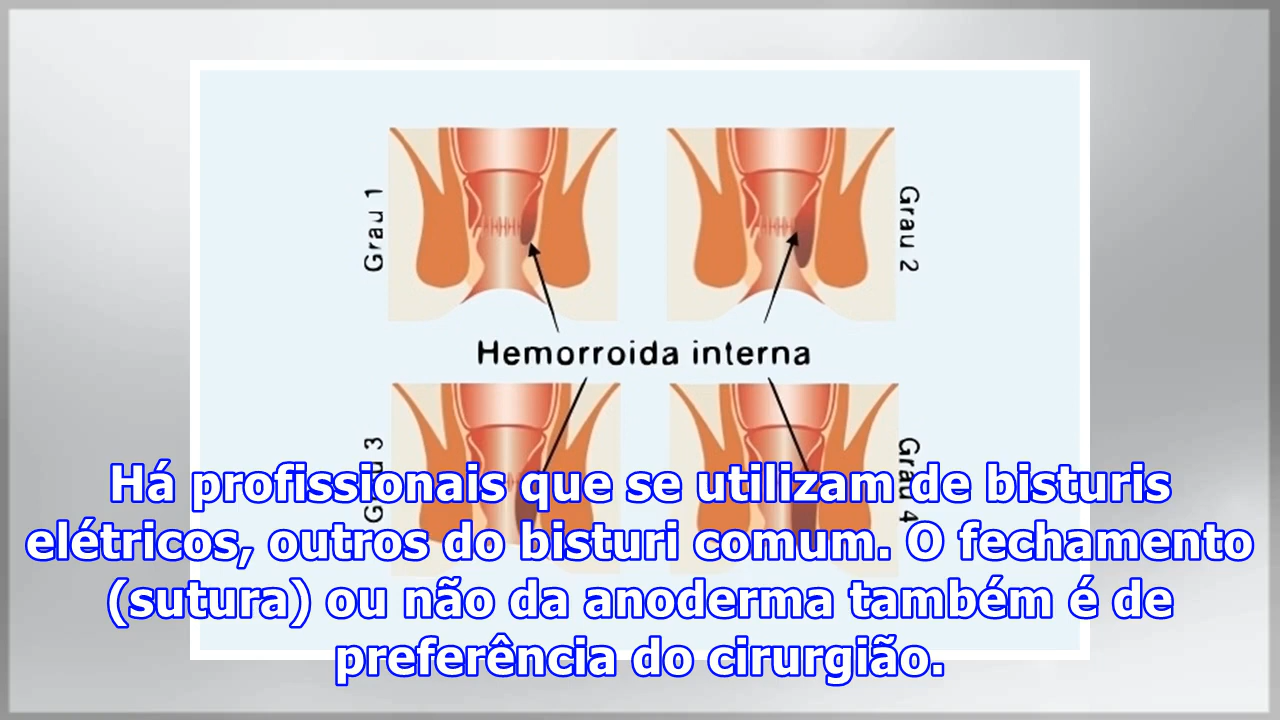 Grau 1
Grau 2
Hemorroida interna
Grau 3
Grau 4
Há profissionais que se utilizam de bisturis
elétricos, outros do bisturi comum. O fechamento
(sutura) ou não da anoderma também é de
preferência do cirurgião.